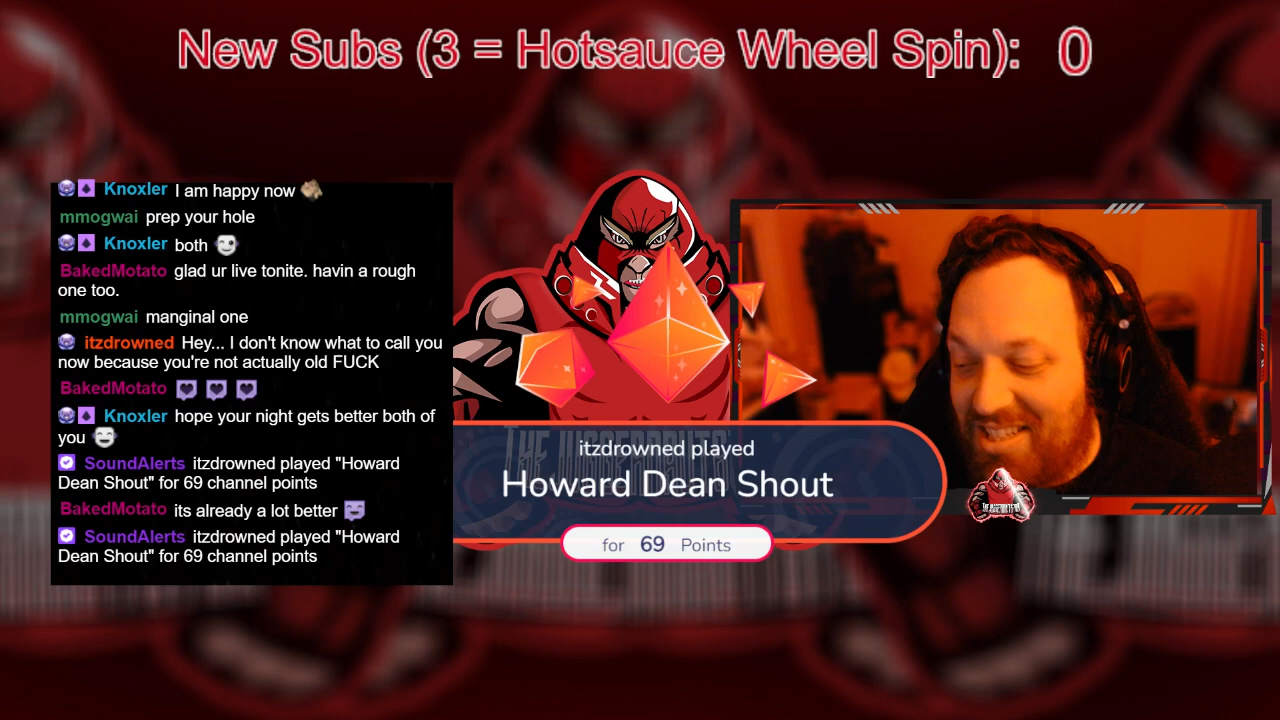 New Subs (3 = Hotsauce Wheel Spin): 0
Knoxler I am happy now
mmogwai prep your hole
Knoxler both
BakedMotato glad ur live tonite. havin a rough
one too.
mmogwai manginal one
itzdrowned Hey... I don't know what to call you
now because you're not actually old FUCK
BakedMotato
Knoxler hope your night gets better both of
you
SoundAlerts itzdrowned played "Howard
Dean Shout" for 69 channel points
BakedMotato its already a lot better
SoundAlerts itzdrowned played "Howard
Dean Shout" for 69 channel points
itzdrowned played
Howard Dean Shout
for 69 Points